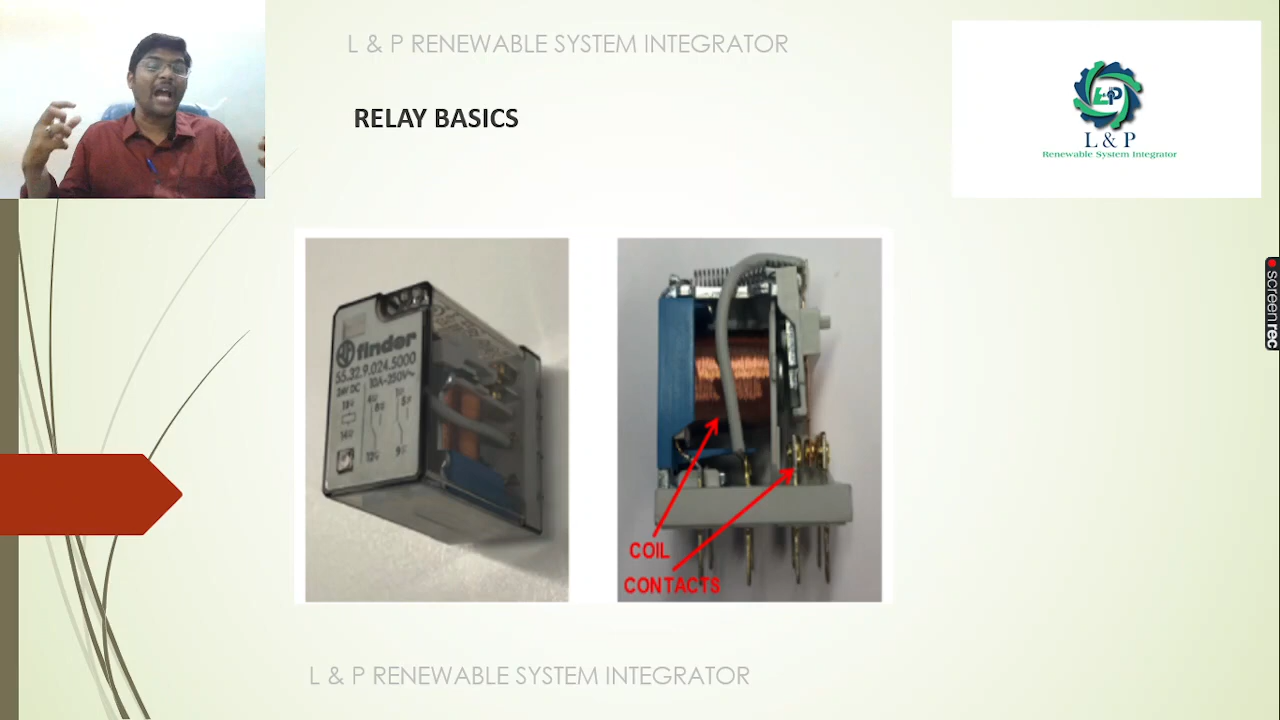 L & P RENEWABLE SYSTEM INTEGRATOR
RELAY BASICS
L & P
L & P
Renewable System Integrator
finder
55.32.9.024.5000
24V DC
10A-250V~
COIL
CONTACTS
L & P RENEWABLE SYSTEM INTEGRATOR
screenrec